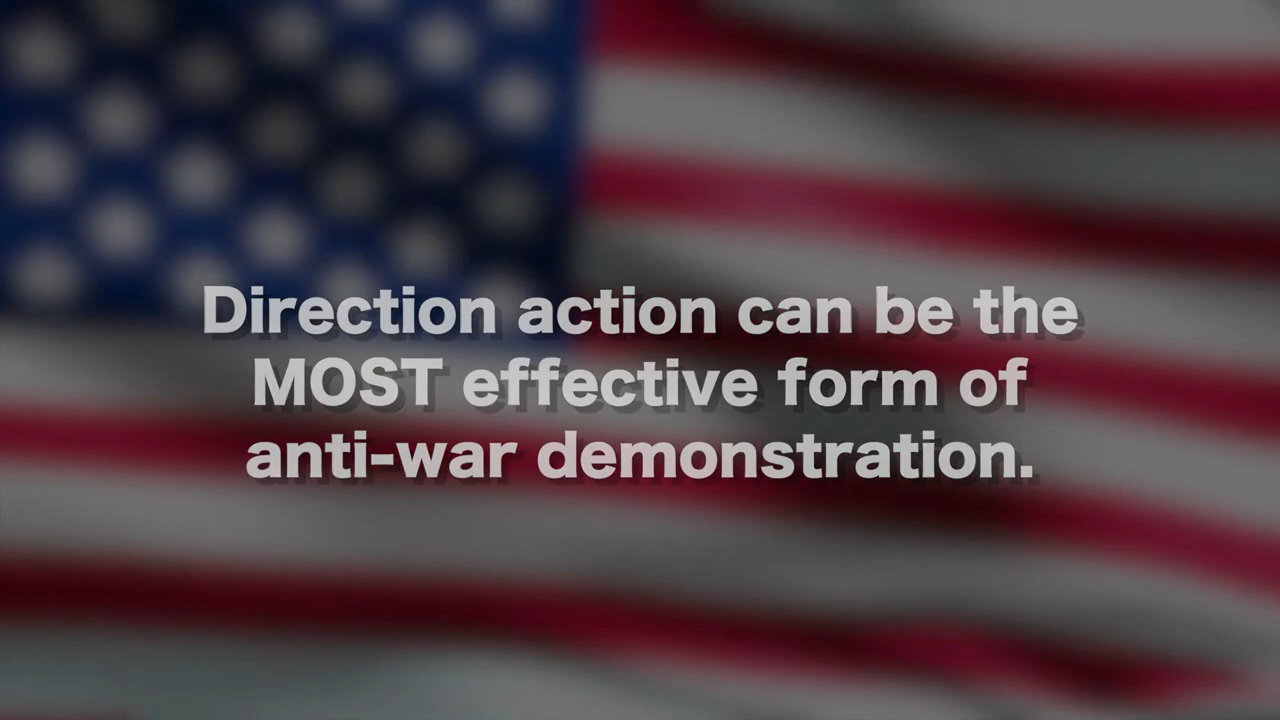 Direction action can be the
MOST effective form of
anti-war demonstration.